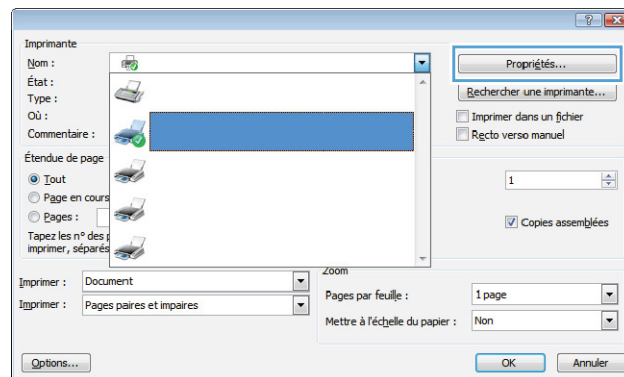 Imprimante
Nom :
Propriétés...
État :
Type :
Rechercher une imprimante...
Où :
Imprimer dans un fichier
Commentaire :
Recto verso manuel
Étendue de page
Tout
1
Page en cours
Pages :
Copies assemblées
Tapez les n° des
imprimer, séparés
Zoom
Imprimer : Document
Pages par feuille : 1 page
Imprimer : Pages paires et impaires
Mettre à l'échelle du papier : Non
Options...
OK
Annuler